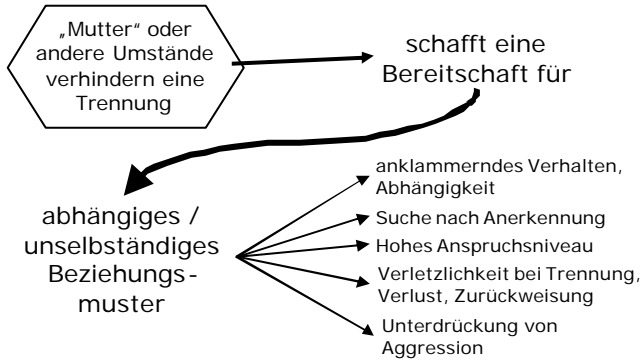 „Mutter“ oder
andere Umstände
verhindern eine
Trennung
schafft eine
Bereitschaft für
abhängiges /
unselbständiges
Beziehungs-
muster
anklammerndes Verhalten,
Abhängigkeit
Suche nach Anerkennung
Hohes Anspruchsniveau
Verletzlichkeit bei Trennung,
Verlust, Zurückweisung
Unterdrückung von
Aggression